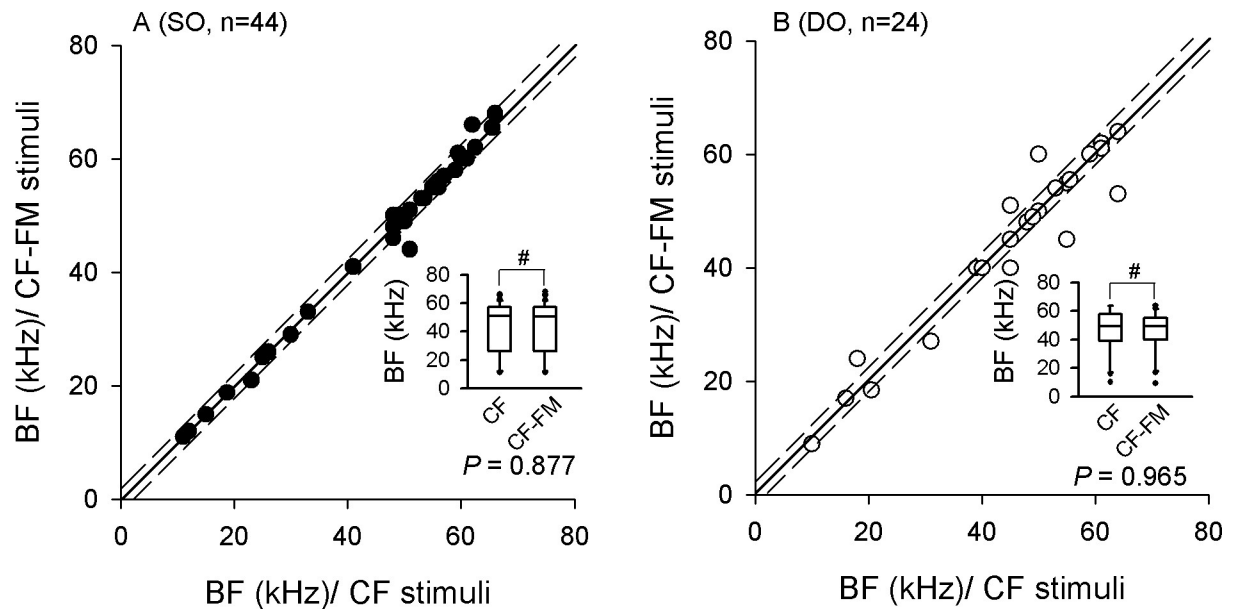 A (SO, n=44)
80
60
40
20
0
0 20 40 60 80
BF (kHz)/ CF-FM stimuli
BF (kHz)/ CF stimuli
#
80
60
40
20
0
BF (kHz)
CF
CF-FM
P = 0.877
B (DO, n=24)
80
60
40
20
0
0 20 40 60 80
BF (kHz)/ CF-FM stimuli
BF (kHz)/ CF stimuli
#
80
60
40
20
0
BF (kHz)
CF
CF-FM
P = 0.965